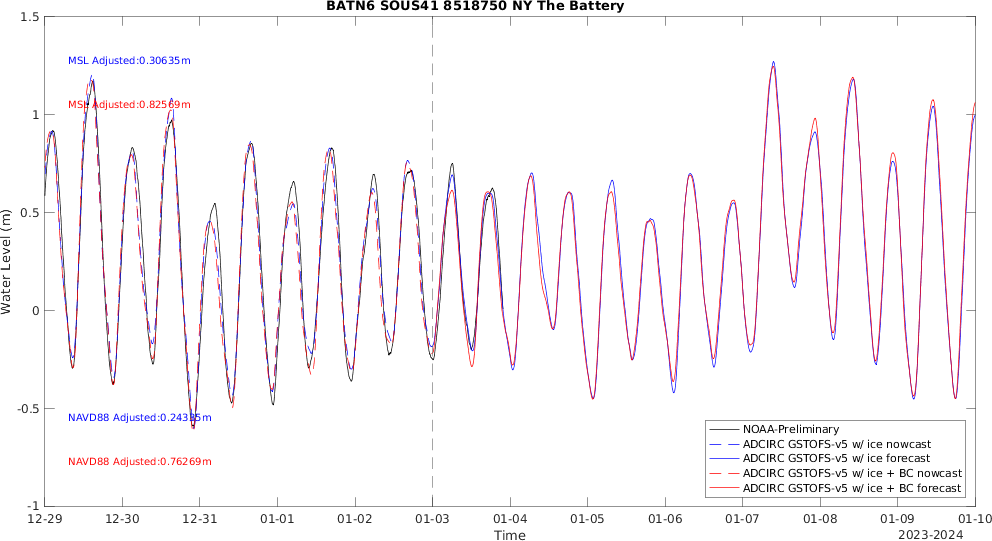 BATN6 SOUS41 8518750 NY The Battery
1.5
1
0.5
0
-0.5
-1
Water Level (m)
MSL Adjusted:0.30635m
MSL Adjusted:0.82569m
NAVD88 Adjusted:0.24335m
NAVD88 Adjusted:0.76269m
NOAA-Preliminary
ADCIRC GSTOFS-v5 w/ ice nowcast
ADCIRC GSTOFS-v5 w/ ice forecast
ADCIRC GSTOFS-v5 w/ ice + BC nowcast
ADCIRC GSTOFS-v5 w/ ice + BC forecast
12-29 12-30 12-31 01-01 01-02 01-03 01-04 01-05 01-06 01-07 01-08 01-09 01-10
Time
2023-2024